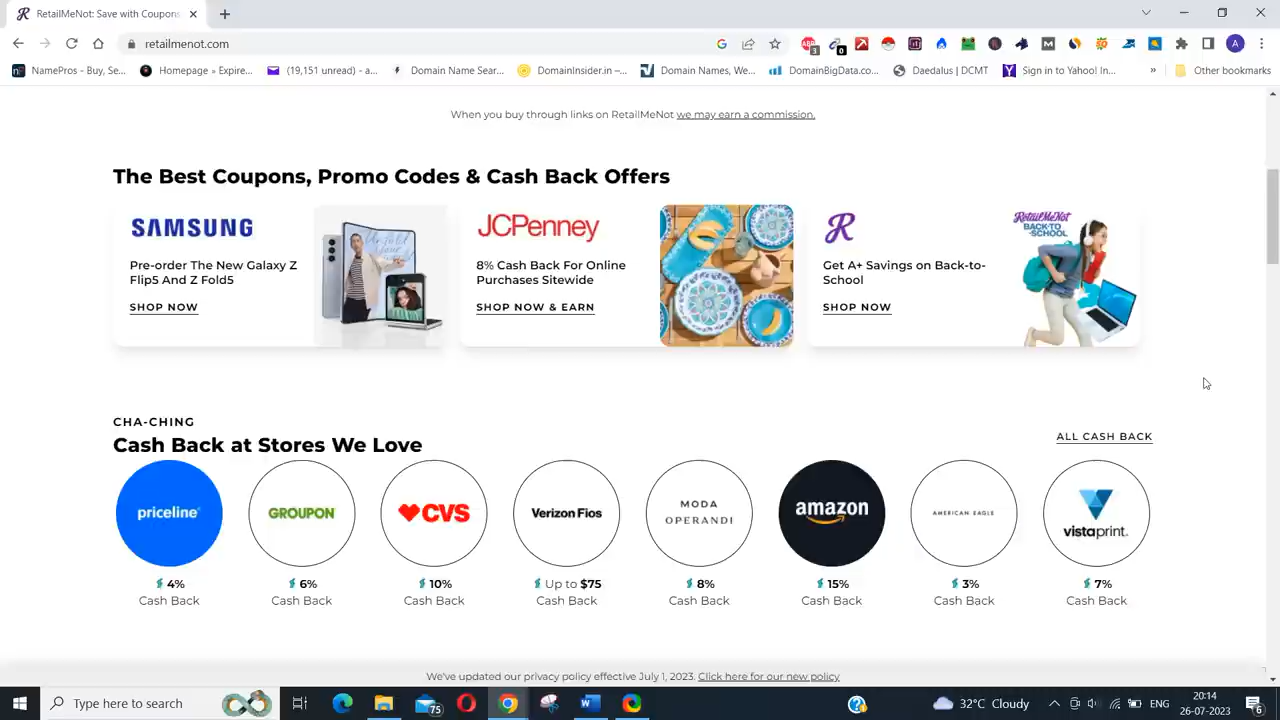 RetailMeNot: Save with Coupons
retailmenot.com
NamePros - Buy, Se...
Homepage » Expire...
(19,151 unread) - a...
Domain Name Sear...
DomainInsider.in –...
Domain Names, We...
DomainBigData.co...
Daedalus | DCMT
Sign in to Yahoo! In...
»
Other bookmarks
When you buy through links on RetailMeNot we may earn a commission.
The Best Coupons, Promo Codes & Cash Back Offers
SAMSUNG
Pre-order The New Galaxy Z
Flip5 And Z Fold5
SHOP NOW
JCPenney
8% Cash Back For Online
Purchases Sitewide
SHOP NOW & EARN
Get A+ Savings on Back-to-
School
SHOP NOW
RetailMeNot
BACK-TO-
SCHOOL
CHA-CHING
Cash Back at Stores We Love
ALL CASH BACK
priceline
GROUPON
CVS
Verizon Fios
MODA
OPERANDI
amazon
AMERICAN EAGLE
vistaprint.
4%
Cash Back
6%
Cash Back
10%
Cash Back
Up to $75
Cash Back
8%
Cash Back
15%
Cash Back
3%
Cash Back
7%
Cash Back
We've updated our privacy policy effective July 1, 2023. Click here for our new policy
Type here to search
75
32°C Cloudy
ENG
20:14
26-07-2023
6